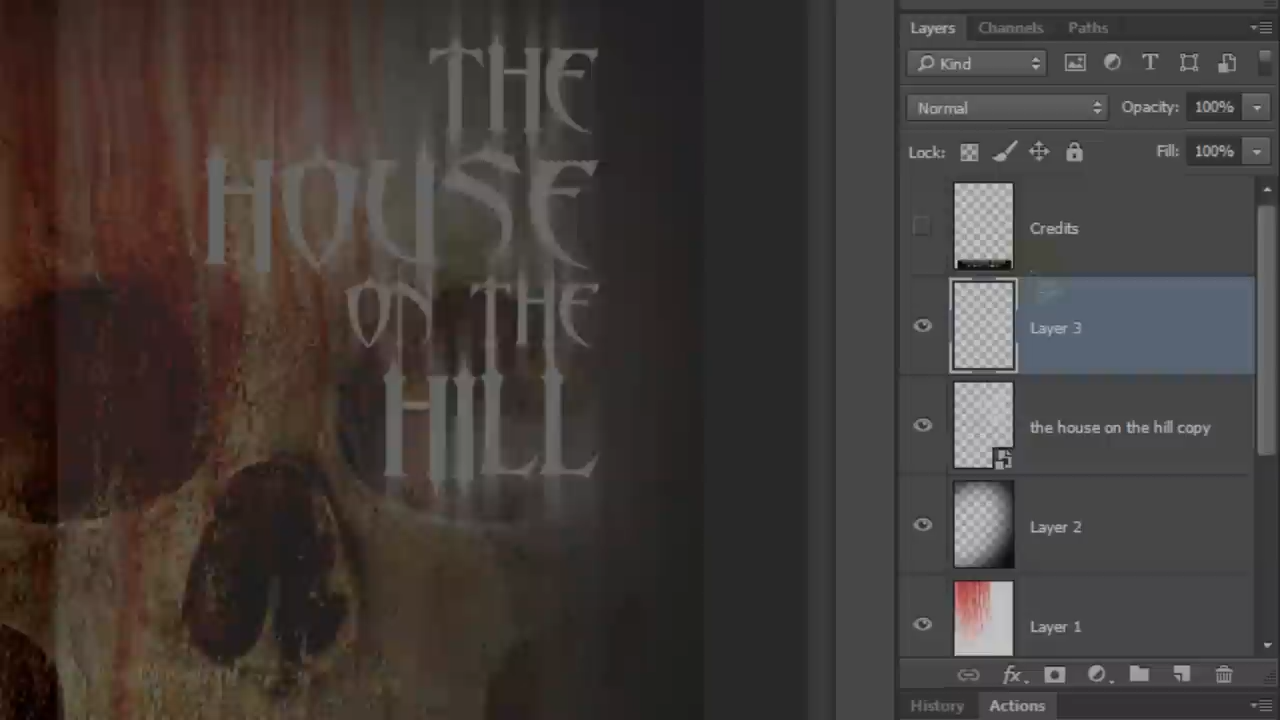 THE
HOUSE
ON THE
HILL
Layers Channels Paths
Kind
Normal Opacity: 100%
Lock: Fill: 100%
Credits
Layer 3
the house on the hill copy
Layer 2
Layer 1
fx
History Actions